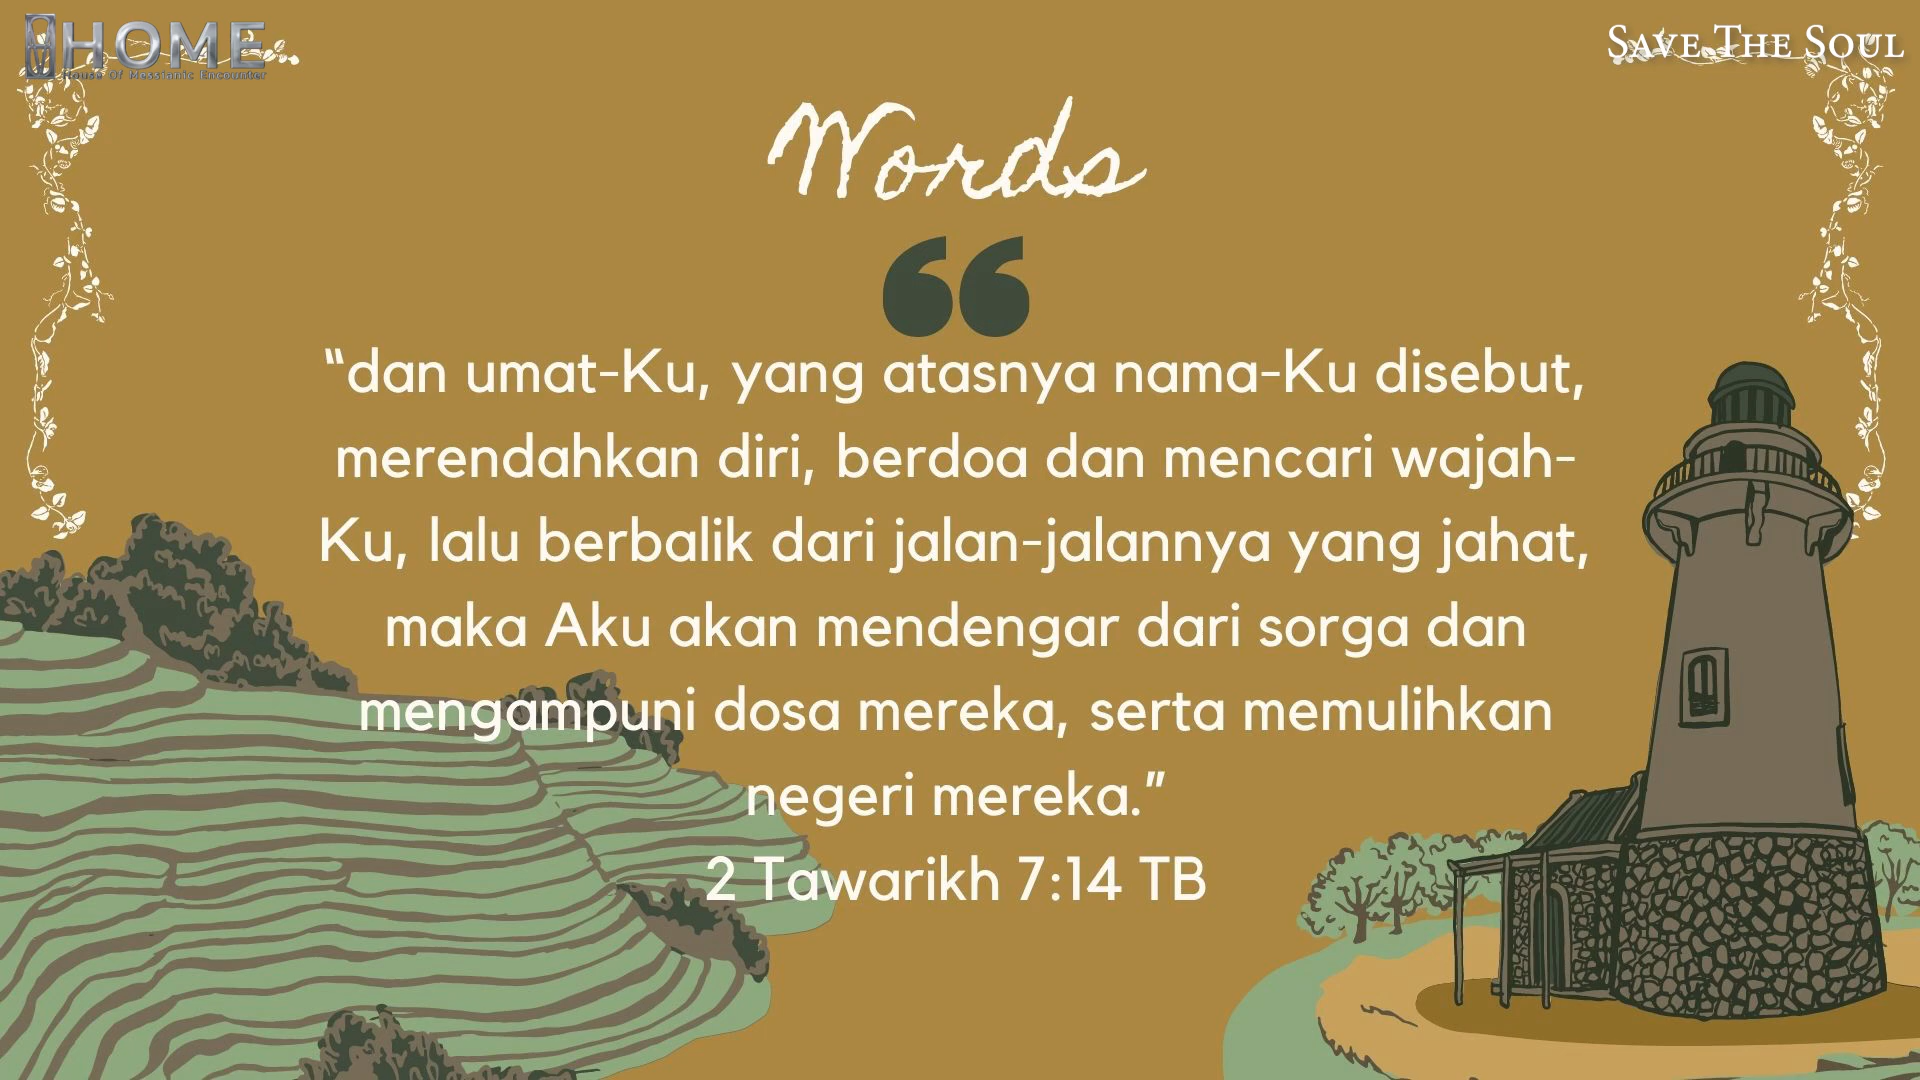 HOME
House Of Messianic Encounter
SAVE THE SOUL
Words
“
“dan umat-Ku, yang atasnya nama-Ku disebut,
merendahkan diri, berdoa dan mencari wajah-
Ku, lalu berbalik dari jalan-jalannya yang jahat,
maka Aku akan mendengar dari sorga dan
mengampuni dosa mereka, serta memulihkan
negeri mereka.”
2 Tawarikh 7:14 TB